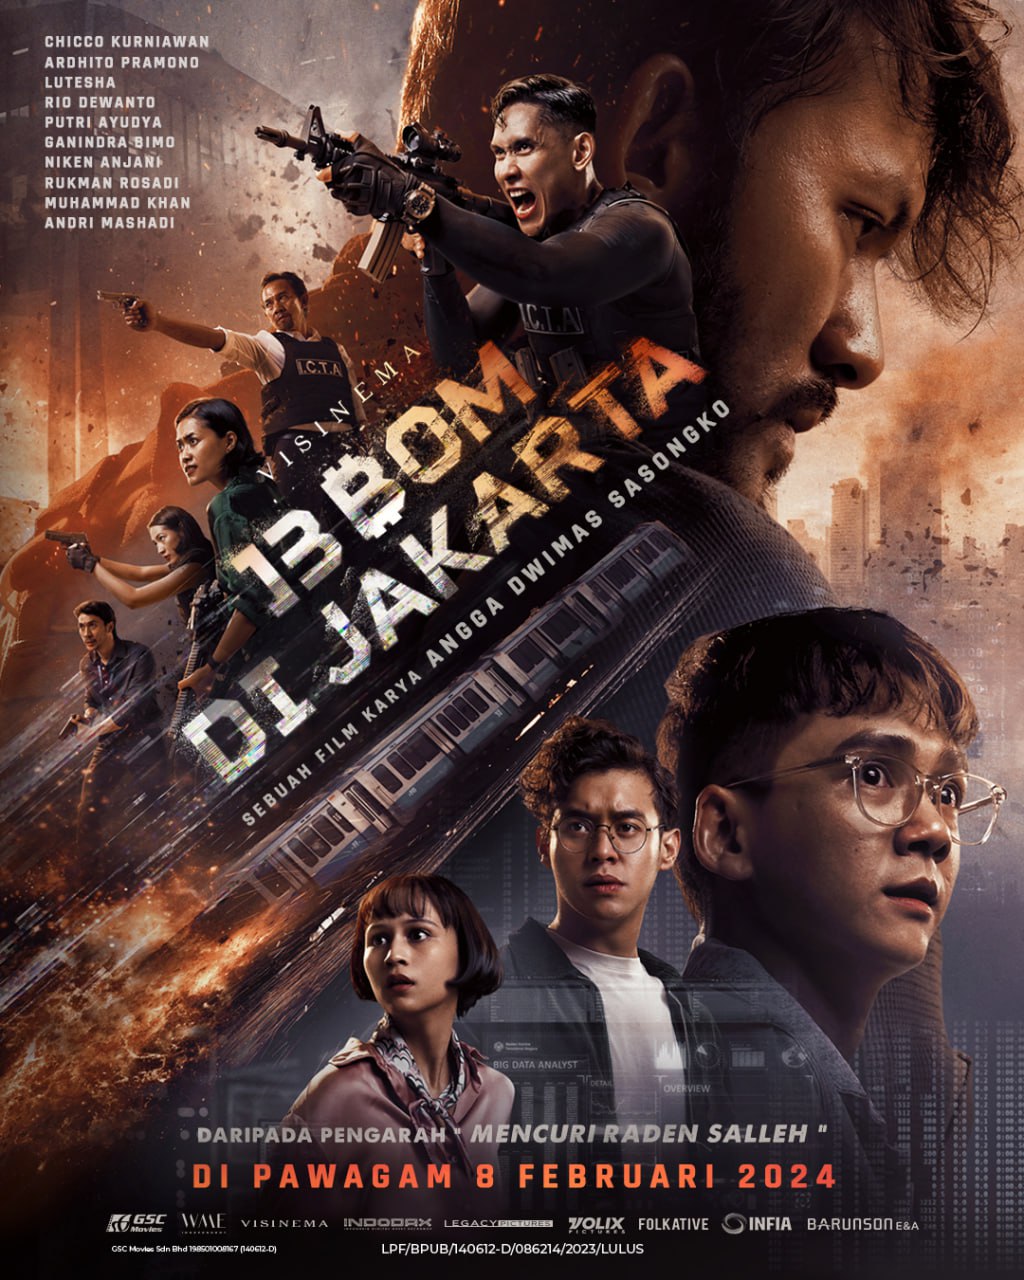 CHICCO KURNIAWAN
ARDHITO PRAMONO
LUTESHA
RIO DEWANTO
PUTRI AYUDYA
GANINDRA BIMO
NIKEN ANJANI
RUKMAN ROSADI
MUHAMMAD KHAN
ANDRI MASHADI
I.C.T.A
I.C.T.A
VISINEMA
13 BOM
DI JAKARTA
SEBUAH FILM KARYA ANGGA DWIMAS SASONGKO
BIG DATA ANALYST
DETAIL
OVERVIEW
DARIPADA PENGARAH " MENCURI RADEN SALLEH "
DI PAWAGAM 8 FEBRUARI 2024
GSC Movies WME VISINEMA INDODAX LEGACYPICTURES VOLIX PICTURES FOLKATIVE INFIA BARUNSON E&A
GSC Movies Sdn Bhd 198501008167 (140612-D)
LPF/BPUB/140612-D/086214/2023/LULUS